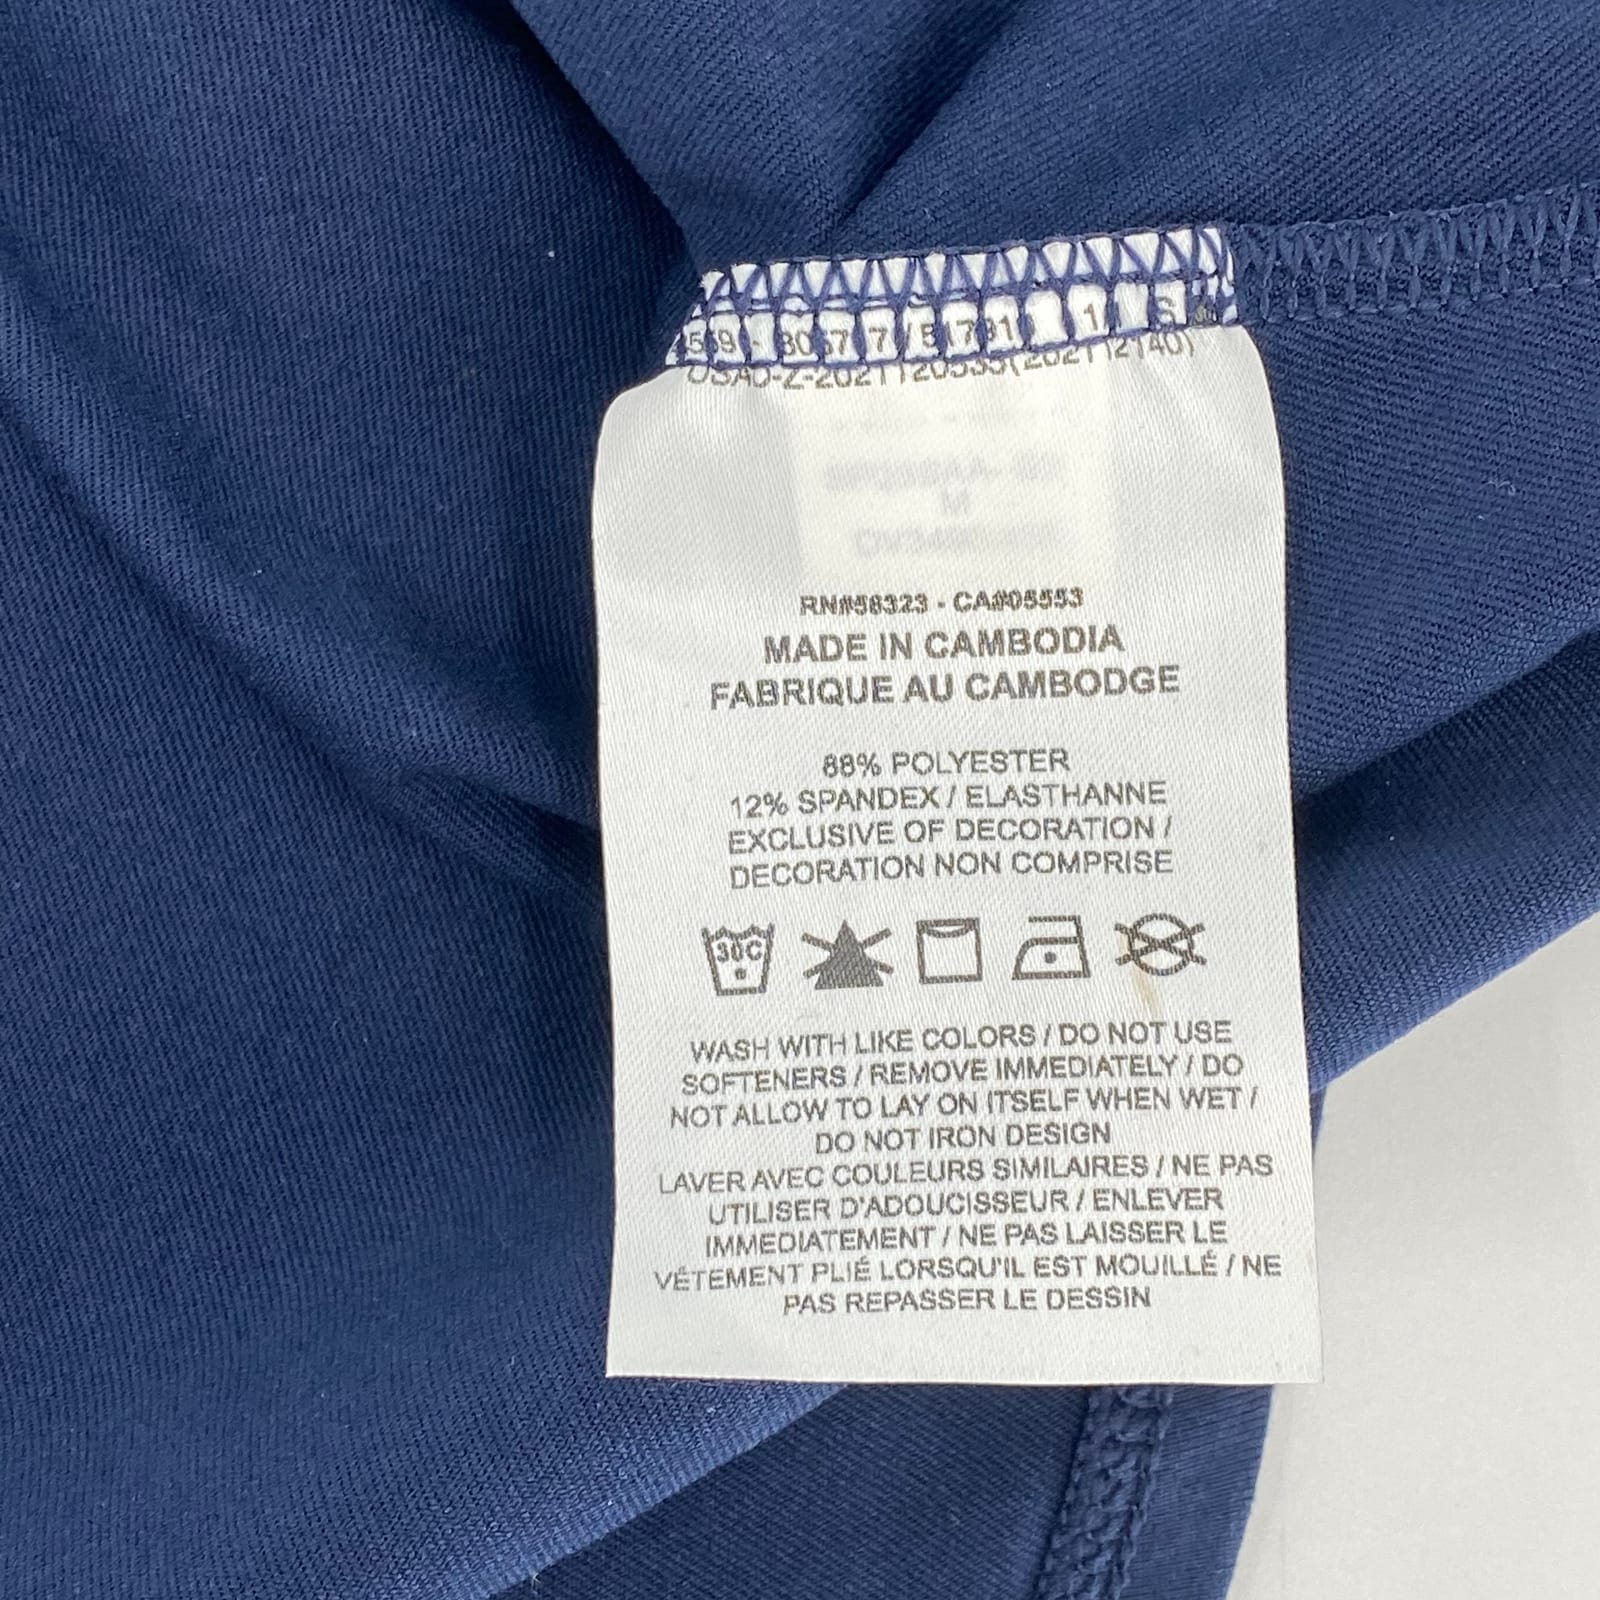 RN#58323 - CA#05553
MADE IN CAMBODIA
FABRIQUE AU CAMBODGE
88% POLYESTER
12% SPANDEX / ELASTHANNE
EXCLUSIVE OF DECORATION /
DECORATION NON COMPRISE
30C
WASH WITH LIKE COLORS / DO NOT USE
SOFTENERS / REMOVE IMMEDIATELY / DO
NOT ALLOW TO LAY ON ITSELF WHEN WET /
DO NOT IRON DESIGN
LAVER AVEC COULEURS SIMILAIRES / NE PAS
UTILISER D'ADOUCISSEUR / ENLEVER
IMMEDIATEMENT / NE PAS LAISSER LE
VÉTEMENT PLIÉ LORSQU'IL EST MOUILLÉ / NE
PAS REPASSER LE DESSIN